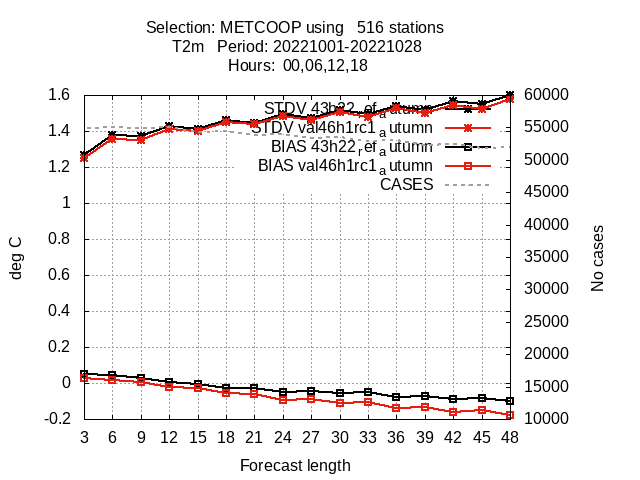 Selection: METCOOP using 516 stations
T2m Period: 20221001-20221028
Hours: 00,06,12,18
1.6
1.4
1.2
1
0.8
0.6
0.4
0.2
0
-0.2
deg C
60000
55000
50000
45000
40000
35000
30000
25000
20000
15000
10000
No cases
STDV 43h22_ref_autumn
STDV val46h1rc1_autumn
BIAS 43h22_ref_autumn
BIAS val46h1rc1_autumn
CASES
3 6 9 12 15 18 21 24 27 30 33 36 39 42 45 48
Forecast length